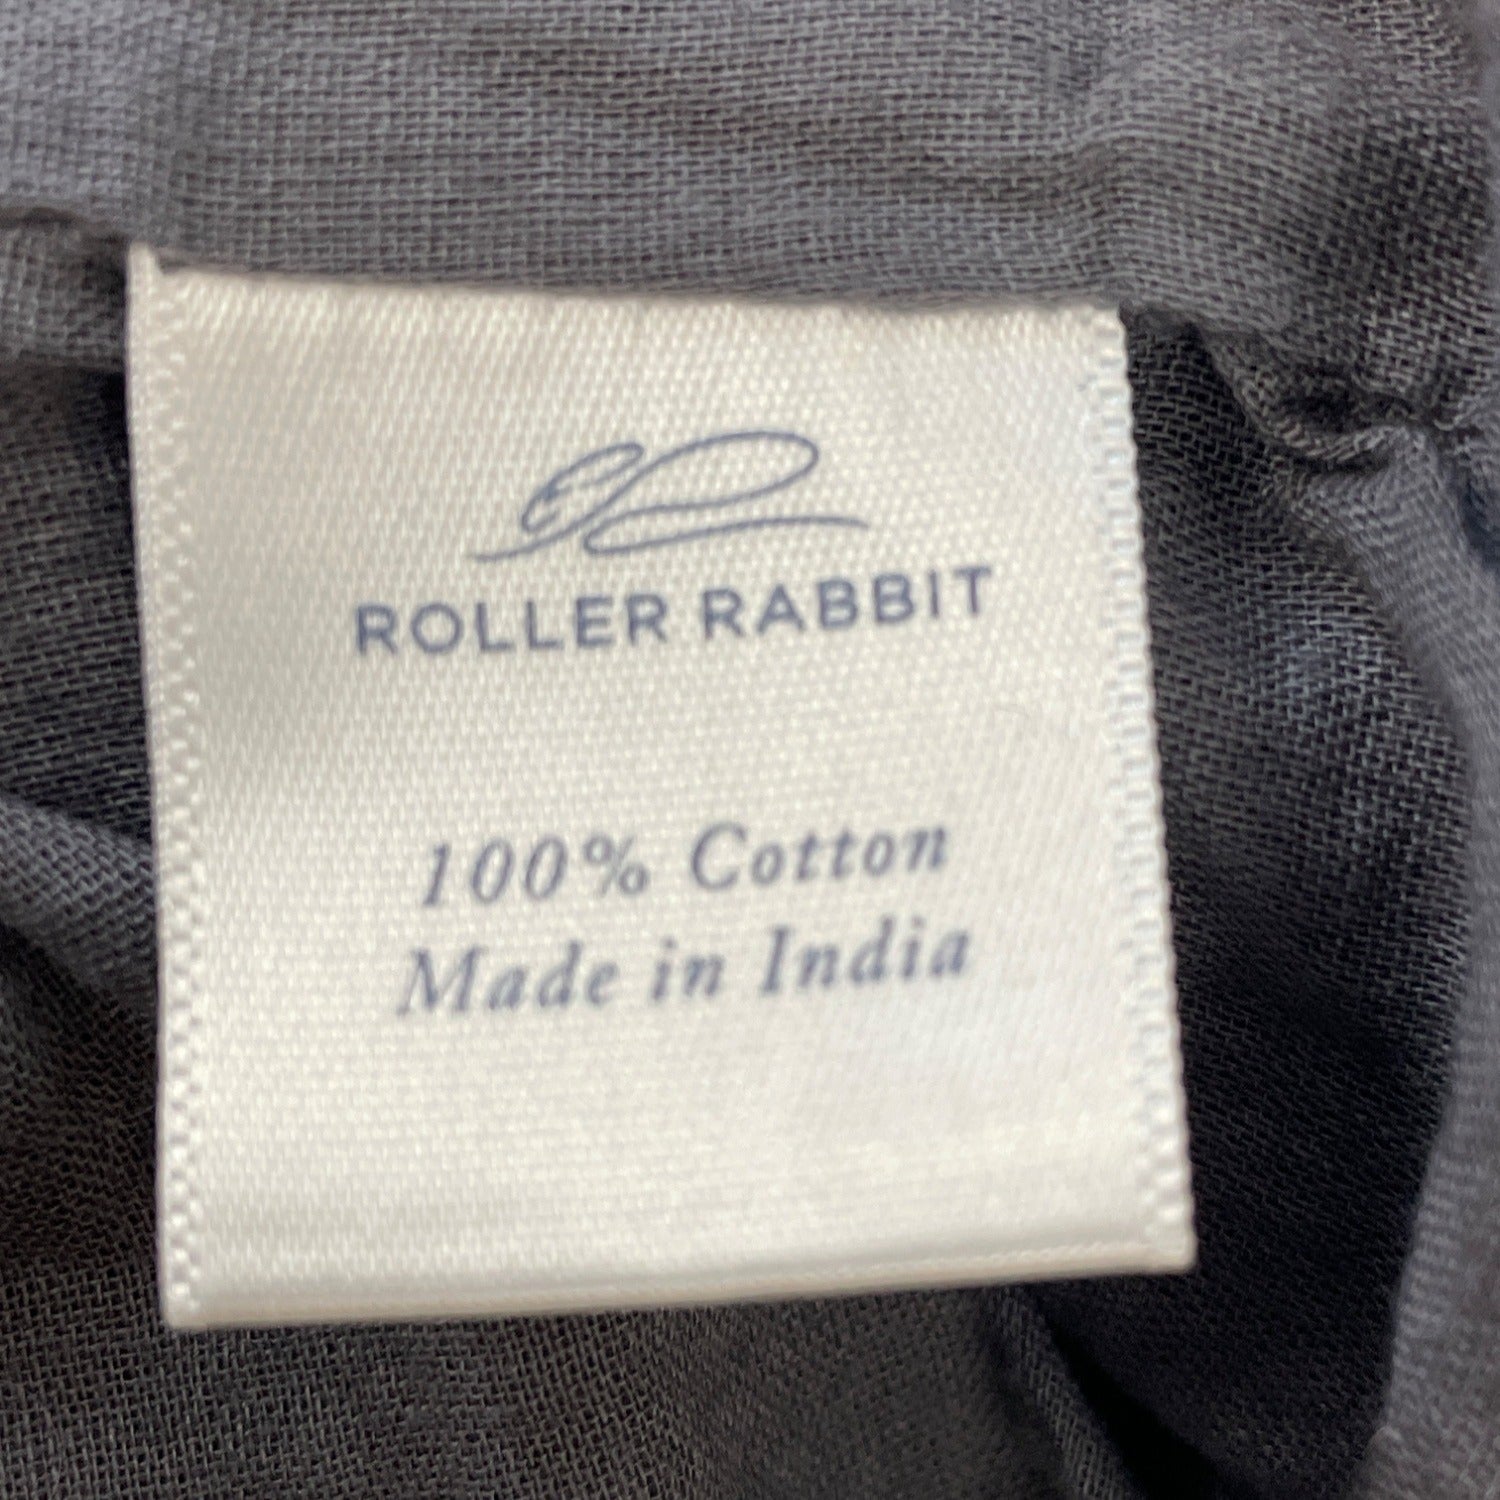 ROLLER RABBIT
100% Cotton
Made in India